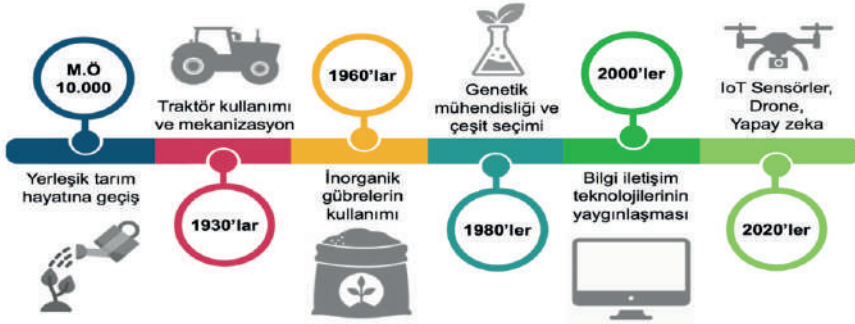 M.Ö
10.000
Yerleşik tarım
hayatına geçiş
Traktör kullanımı
ve mekanizasyon
1930'lar
1960'lar
İnorganik
gübrelerin
kullanımı
Genetik
mühendisliği ve
çeşit seçimi
1980'ler
2000'ler
Bilgi iletişim
teknolojilerinin
yaygınlaşması
IoT Sensörler,
Drone,
Yapay zeka
2020'ler